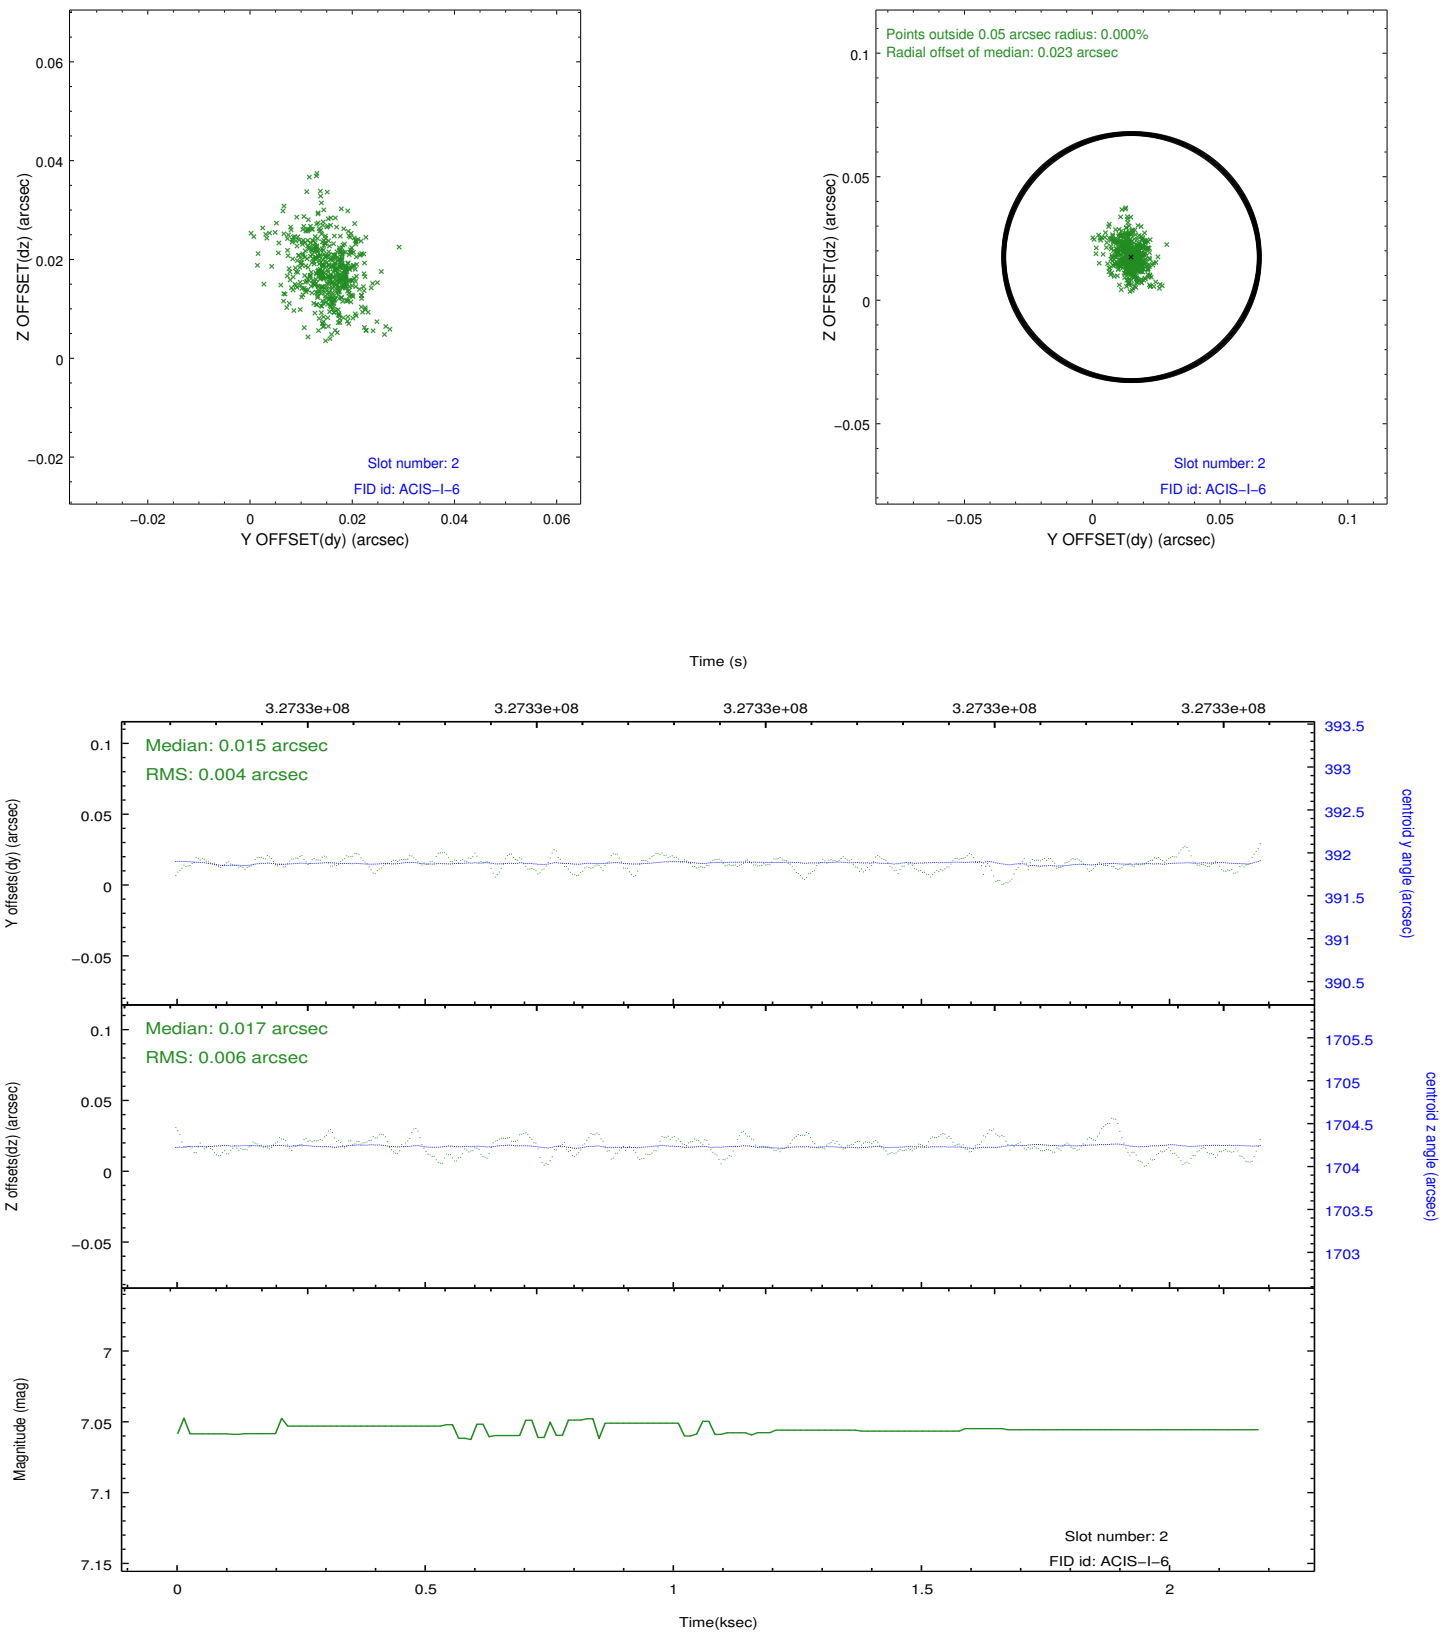 0.06
0.04
0.02
0
−0.02
Z OFFSET(dz) (arcsec)
Slot number: 2
FID id: ACIS−I−6
−0.02
0
0.02
0.04
0.06
Y OFFSET(dy) (arcsec)
Points outside 0.05 arcsec radius: 0.000%
Radial offset of median: 0.023 arcsec
0.1
0.05
0
−0.05
Z OFFSET(dz) (arcsec)
Slot number: 2
FID id: ACIS−I−6
−0.05
0
0.05
0.1
Y OFFSET(dy) (arcsec)
Time (s)
3.2733e+08
3.2733e+08
3.2733e+08
3.2733e+08
3.2733e+08
Median: 0.015 arcsec
RMS: 0.004 arcsec
0.1
0.05
0
−0.05
Y offsets(dy) (arcsec)
393.5
393
392.5
392
391.5
391
390.5
centroid y angle (arcsec)
Median: 0.017 arcsec
RMS: 0.006 arcsec
0.1
0.05
0
−0.05
Z offsets(dz) (arcsec)
1705.5
1705
1704.5
1704
1703.5
1703
centroid z angle (arcsec)
7
7.05
7.1
7.15
Magnitude (mag)
Slot number: 2
FID id: ACIS−I−6
0
0.5
1
1.5
2
Time(ksec)